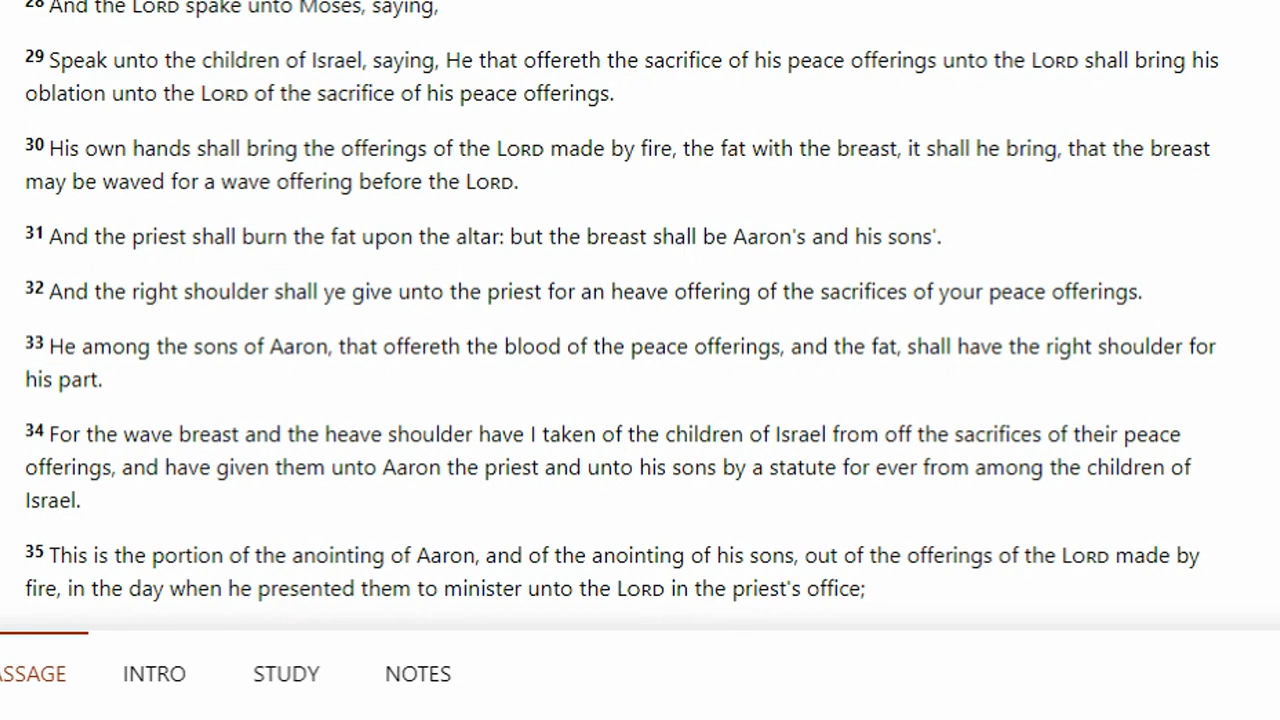 28 And the LORD spake unto Moses, saying,
29 Speak unto the children of Israel, saying, He that offereth the sacrifice of his peace offerings unto the LORD shall bring his
oblation unto the LORD of the sacrifice of his peace offerings.
30 His own hands shall bring the offerings of the LORD made by fire, the fat with the breast, it shall he bring, that the breast
may be waved for a wave offering before the LORD.
31 And the priest shall burn the fat upon the altar: but the breast shall be Aaron's and his sons'.
32 And the right shoulder shall ye give unto the priest for an heave offering of the sacrifices of your peace offerings.
33 He among the sons of Aaron, that offereth the blood of the peace offerings, and the fat, shall have the right shoulder for
his part.
34 For the wave breast and the heave shoulder have I taken of the children of Israel from off the sacrifices of their peace
offerings, and have given them unto Aaron the priest and unto his sons by a statute for ever from among the children of
Israel.
35 This is the portion of the anointing of Aaron, and of the anointing of his sons, out of the offerings of the LORD made by
fire, in the day when he presented them to minister unto the LORD in the priest's office;
ASSAGE INTRO STUDY NOTES